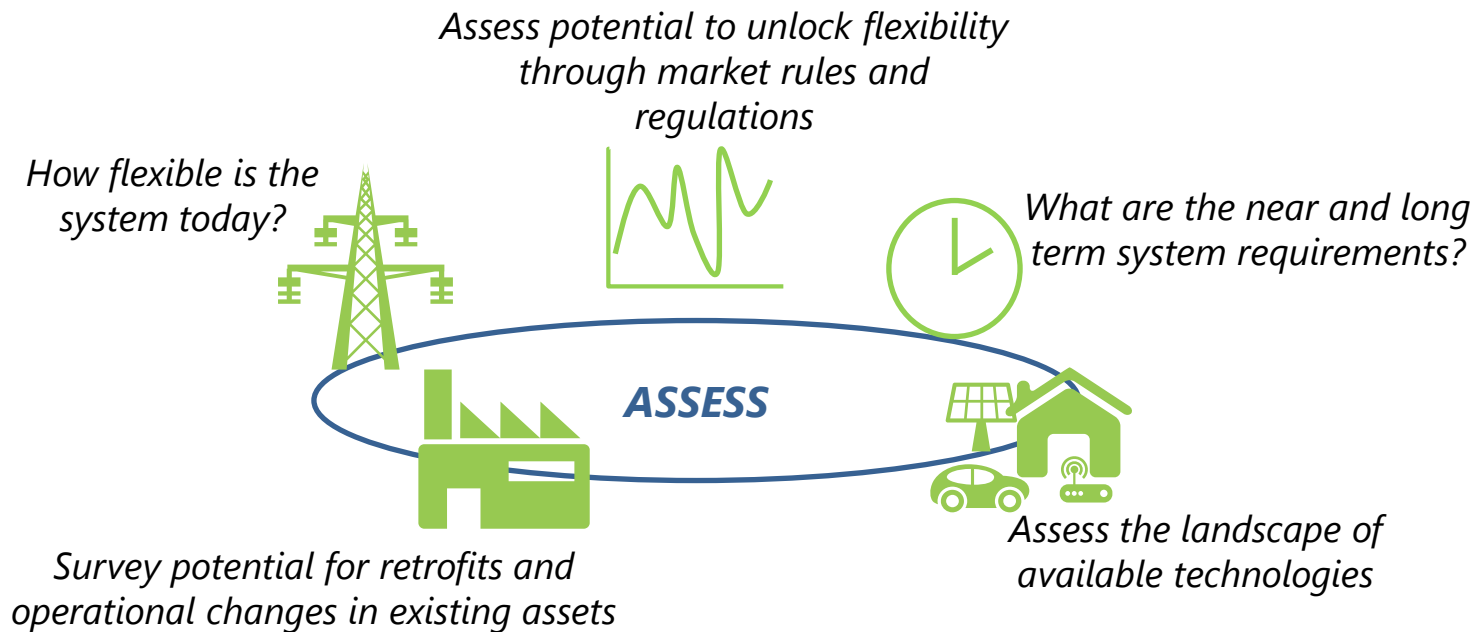 Assess potential to unlock flexibility
through market rules and
regulations
How flexible is the
system today?
What are the near and long
term system requirements?
ASSESS
Survey potential for retrofits and
operational changes in existing assets
Assess the landscape of
available technologies